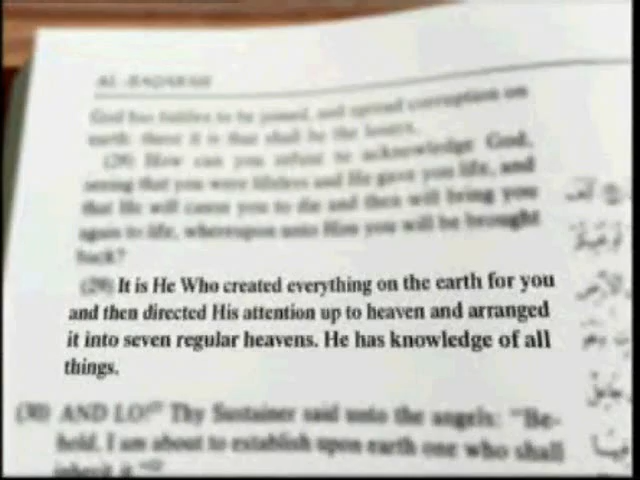 AL-BAQARAH
God has bidden to be joined, and spread corruption on
earth: these it is that shall be the losers.
(28) How can you refuse to acknowledge God,
seeing that you were lifeless and He gave you life, and
that He will cause you to die and then will bring you
again to life, whereupon unto Him you will be brought
back?
(29) It is He Who created everything on the earth for you
and then directed His attention up to heaven and arranged
it into seven regular heavens. He has knowledge of all
things.
(30) AND LO! Thy Sustainer said unto the angels: "Be-
hold, I am about to establish upon earth one who shall
inherit it."